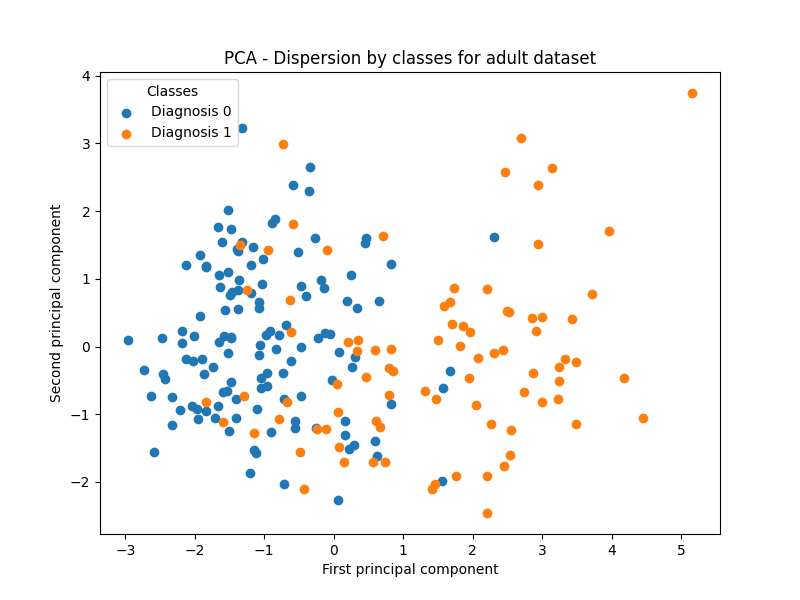 PCA - Dispersion by classes for adult dataset
Classes
Diagnosis 0
Diagnosis 1
Second principal component
4
3
2
1
0
−1
−2
−3 −2 −1 0 1 2 3 4 5
First principal component